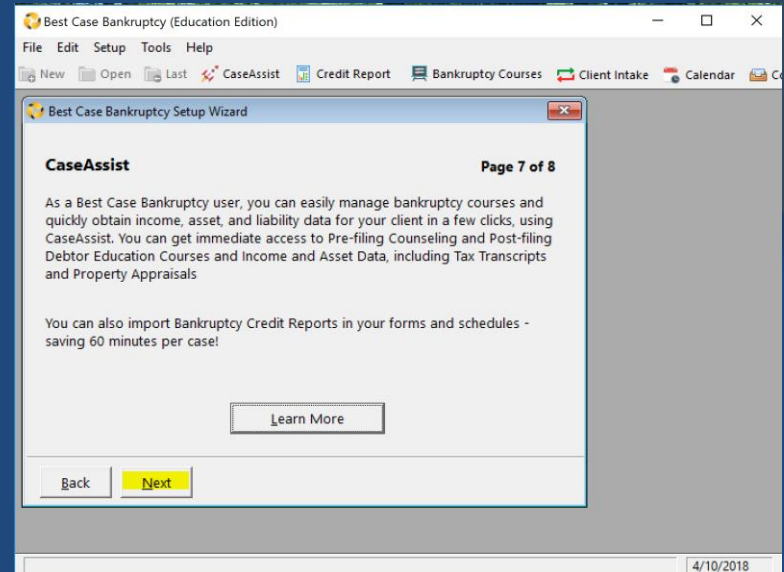 Best Case Bankruptcy (Education Edition)
File Edit Setup Tools Help
New Open Last CaseAssist Credit Report Bankruptcy Courses Client Intake Calendar
Best Case Bankruptcy Setup Wizard
CaseAssist Page 7 of 8
As a Best Case Bankruptcy user, you can easily manage bankruptcy courses and
quickly obtain income, asset, and liability data for your client in a few clicks, using
CaseAssist. You can get immediate access to Pre-filing Counseling and Post-filing
Debtor Education Courses and Income and Asset Data, including Tax Transcripts
and Property Appraisals
You can also import Bankruptcy Credit Reports in your forms and schedules -
saving 60 minutes per case!
Learn More
Back Next
4/10/2018